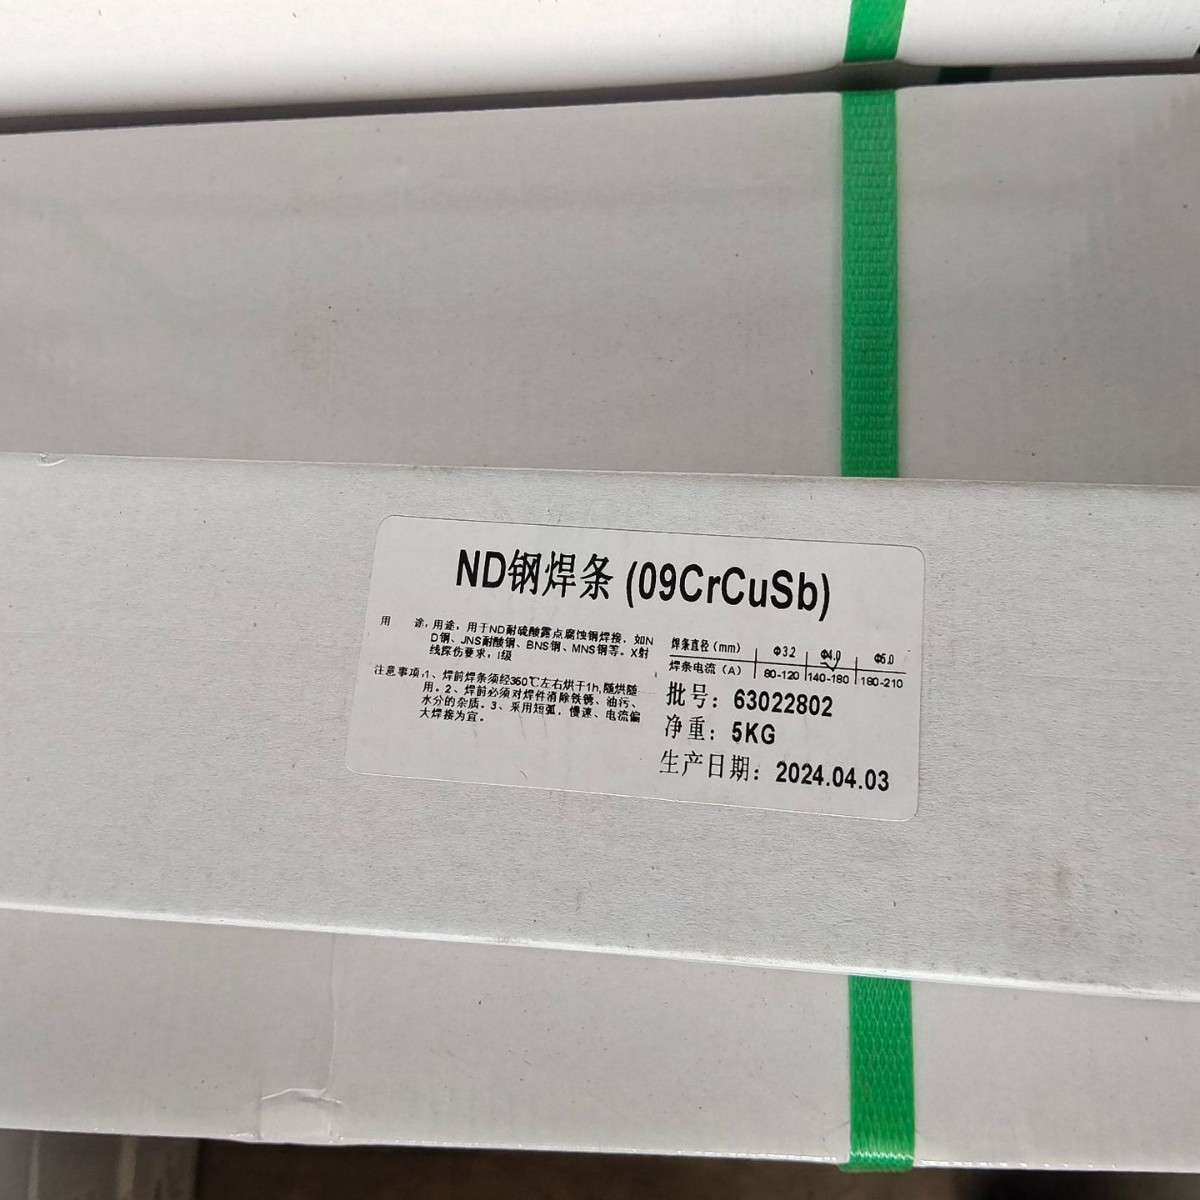 ND钢焊条 (09CrCuSb)
用 途: 用途: 用于ND耐硫酸露点腐蚀钢焊接, 如N
D钢、JNS耐酸钢、BNS钢、MNS钢等。X射
线探伤要求: I级
注意事项:1、焊前焊条须经360℃左右烘干1h,随烘随
用。2、焊前必须对焊件消除铁锈、油污、
水分的杂质。3、采用短弧, 慢速、电流偏
大焊接为宜。
焊条直径 (mm) Φ3.2 Φ4.0 Φ5.0
焊条电流 (A) 80-120 140-180 160-210
批号: 63022802
净重: 5KG
生产日期: 2024.04.03